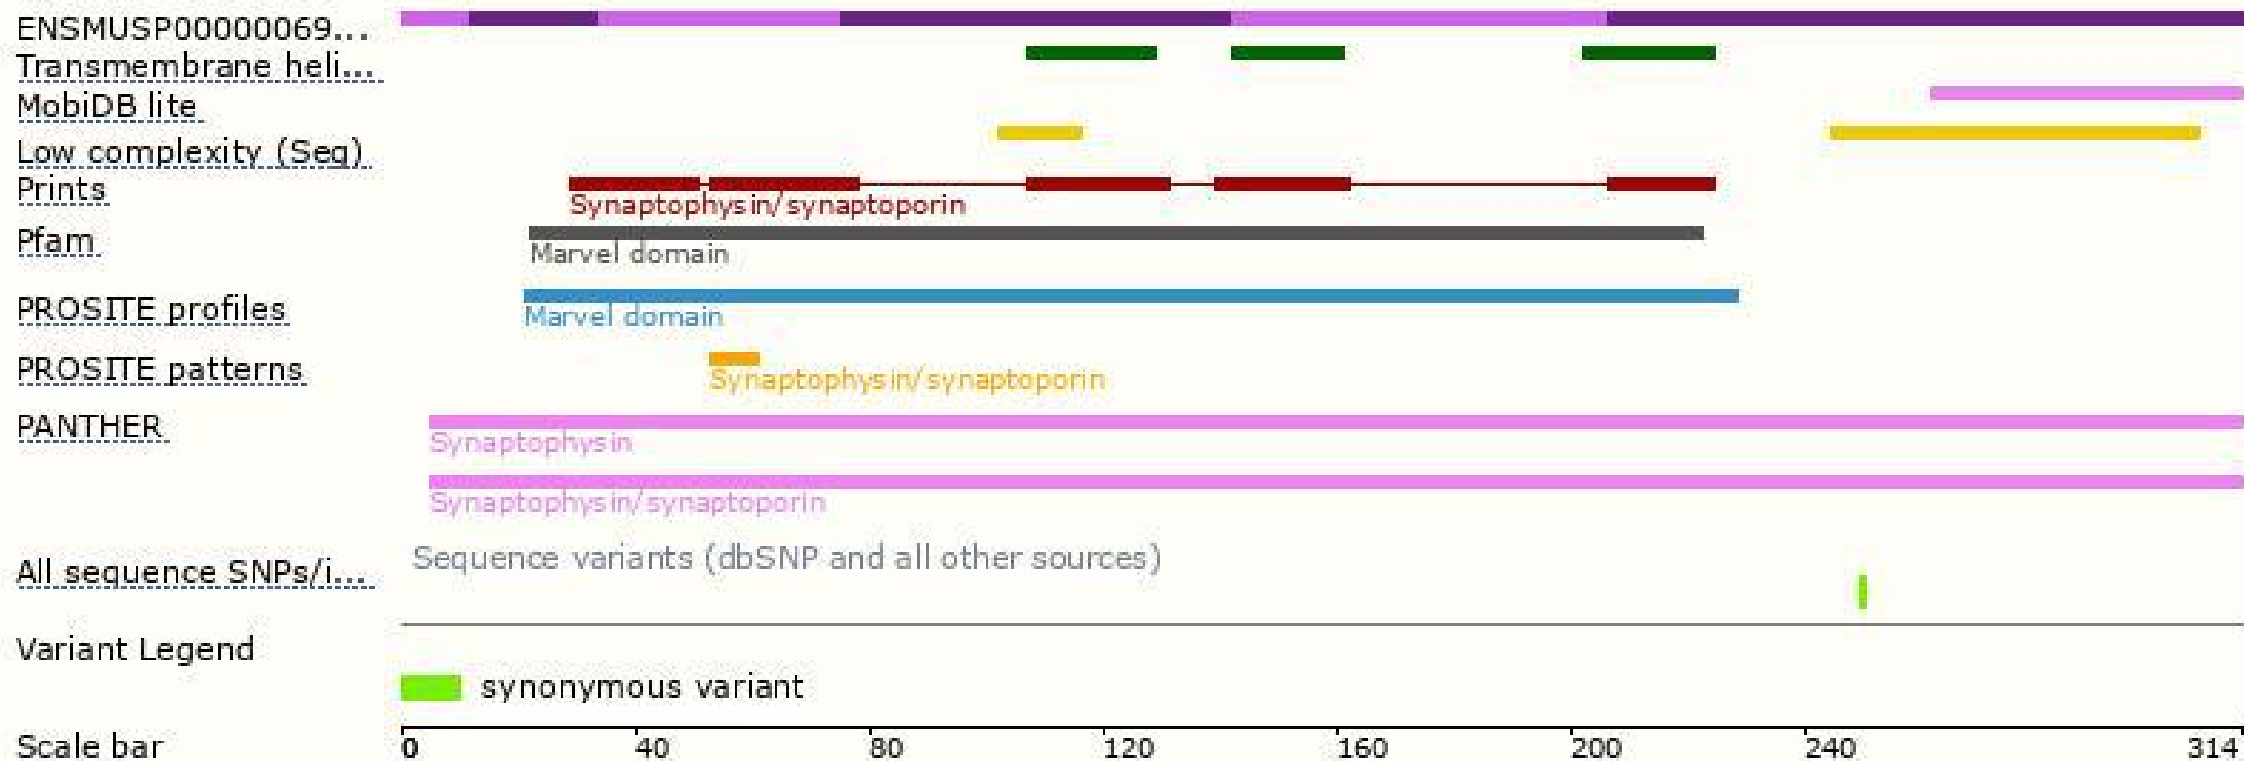 ENSMUSP00000069...
Transmembrane heli...
MobiDB lite
Low complexity (Seg)
Prints
Synaptophysin/synaptoporin
Pfam
Marvel domain
PROSITE profiles
Marvel domain
PROSITE patterns
Synaptophysin/synaptoporin
PANTHER
Synaptophysin
Synaptophysin/synaptoporin
All sequence SNPs/i...
Sequence variants (dbSNP and all other sources)
Variant Legend
synonymous variant
Scale bar 0 40 80 120 160 200 240 314